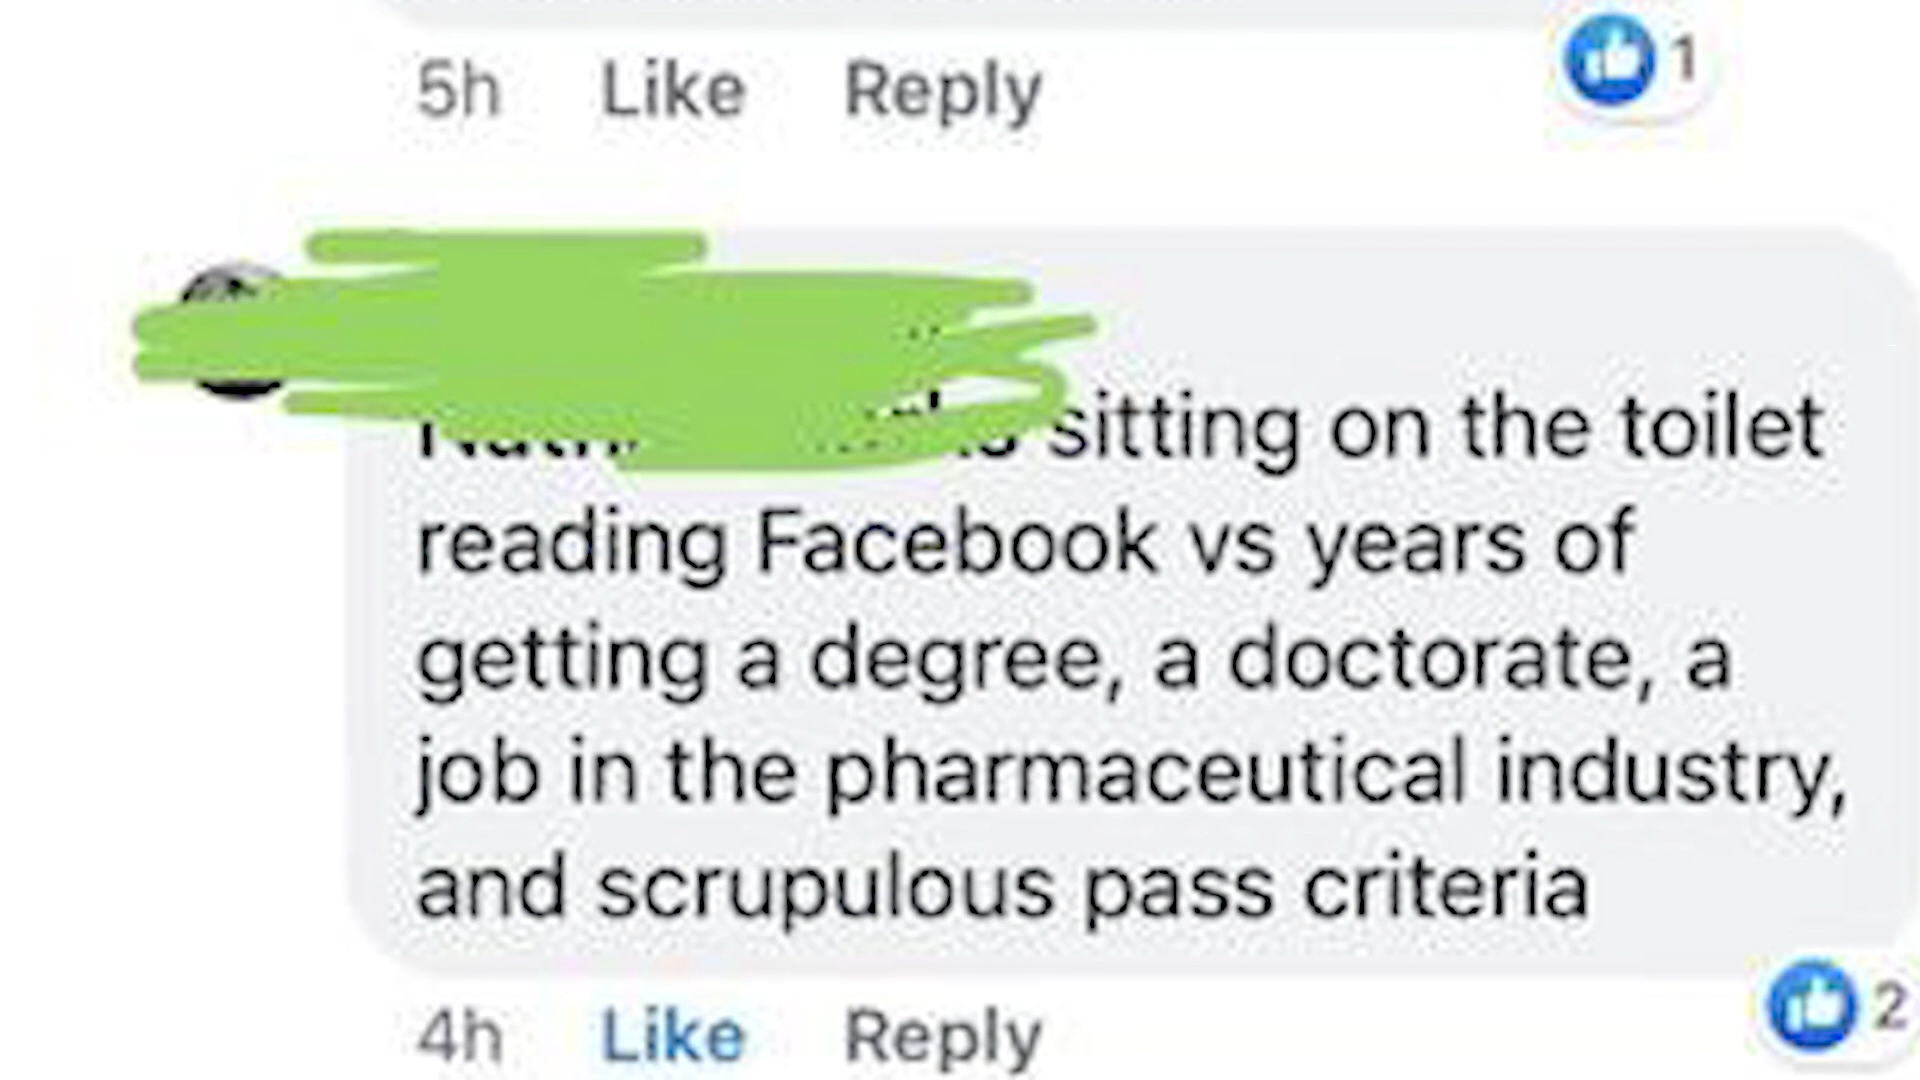 5h Like Reply 1
sitting on the toilet
reading Facebook vs years of
getting a degree, a doctorate, a
job in the pharmaceutical industry,
and scrupulous pass criteria
4h Like Reply 2